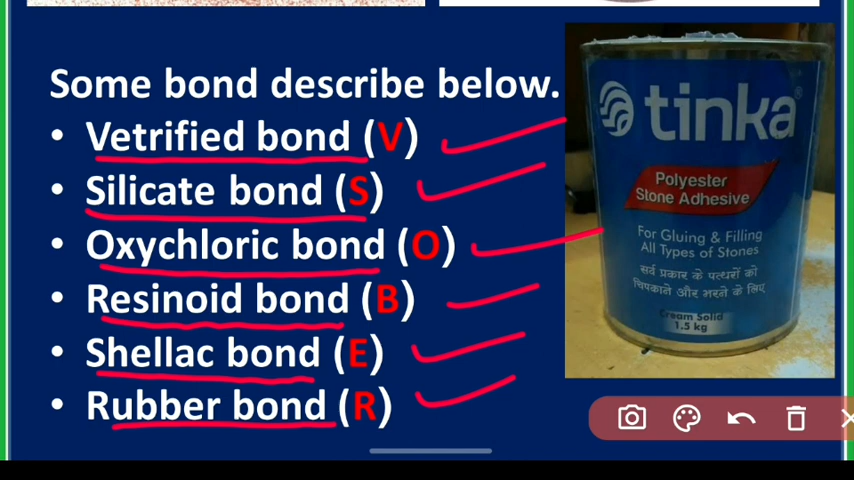 Some bond describe below.
• Vetrified bond (V)
• Silicate bond (S)
• Oxychloric bond (O)
• Resinoid bond (B)
• Shellac bond (E)
• Rubber bond (R)
tinka®
Polyester
Stone Adhesive
For Gluing & Filling
All Types of Stones
सर्व प्रकार के पत्थरों को
चिपकाने और भरने के लिए
Cream Solid
1.5 kg